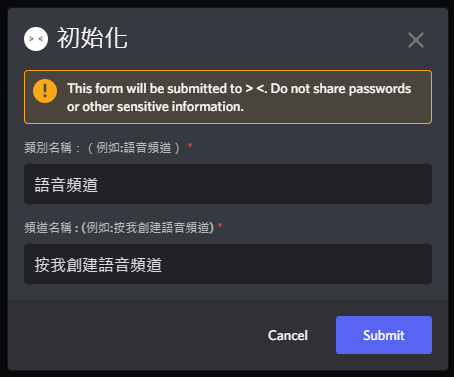 > < 初始化
This form will be submitted to > <. Do not share passwords
or other sensitive information.
類別名稱：（例如:語音頻道）*
語音頻道
頻道名稱 : (例如:按我創建語音頻道) *
按我創建語音頻道
Cancel Submit